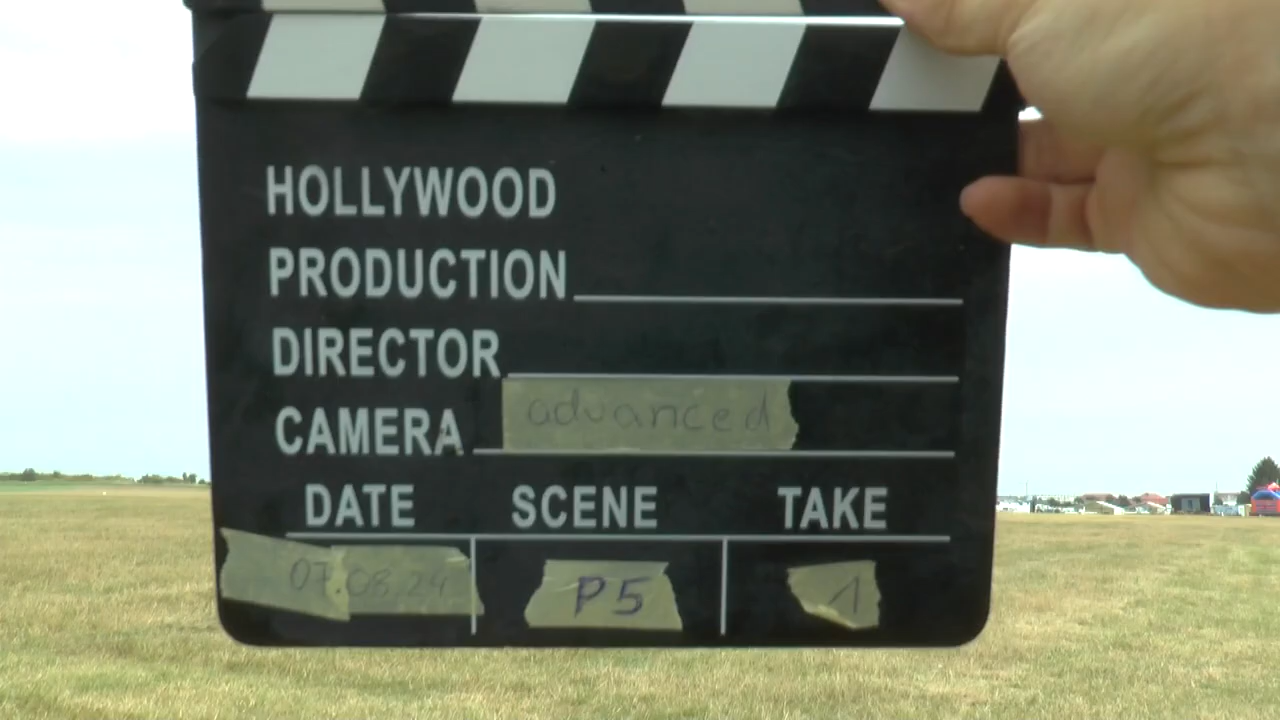 HOLLYWOOD
PRODUCTION
DIRECTOR
CAMERA advanced
DATE SCENE TAKE
07.08.24 P5 1